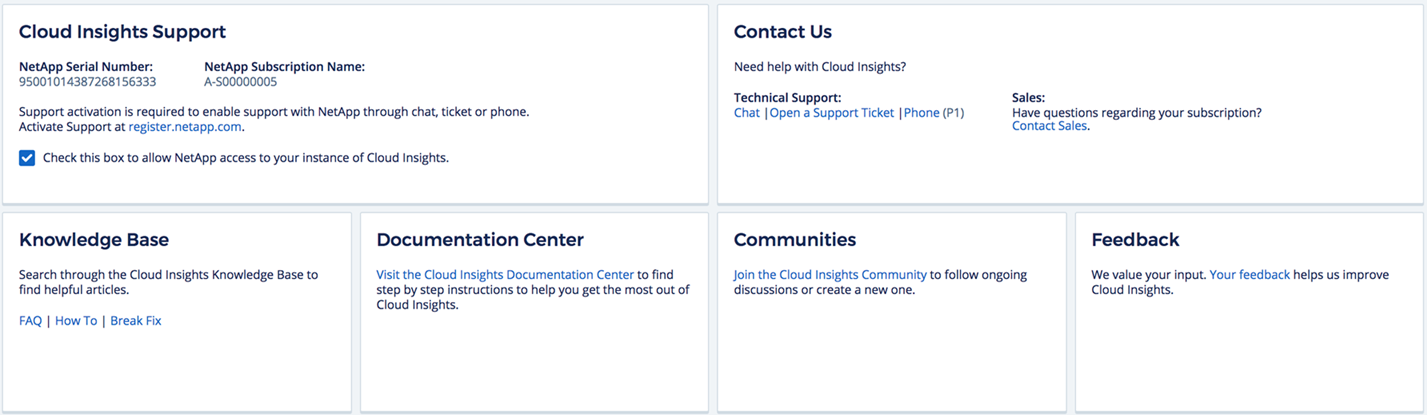 Cloud Insights Support
NetApp Serial Number:
95001014387268156333
NetApp Subscription Name:
A-S00000005
Support activation is required to enable support with NetApp through chat, ticket or phone.
Activate Support at register.netapp.com.
Check this box to allow NetApp access to your instance of Cloud Insights.
Contact Us
Need help with Cloud Insights?
Technical Support:
Chat |Open a Support Ticket |Phone (P1)
Sales:
Have questions regarding your subscription?
Contact Sales.
Knowledge Base
Search through the Cloud Insights Knowledge Base to
find helpful articles.
FAQ | How To | Break Fix
Documentation Center
Visit the Cloud Insights Documentation Center to find
step by step instructions to help you get the most out of
Cloud Insights.
Communities
Join the Cloud Insights Community to follow ongoing
discussions or create a new one.
Feedback
We value your input. Your feedback helps us improve
Cloud Insights.